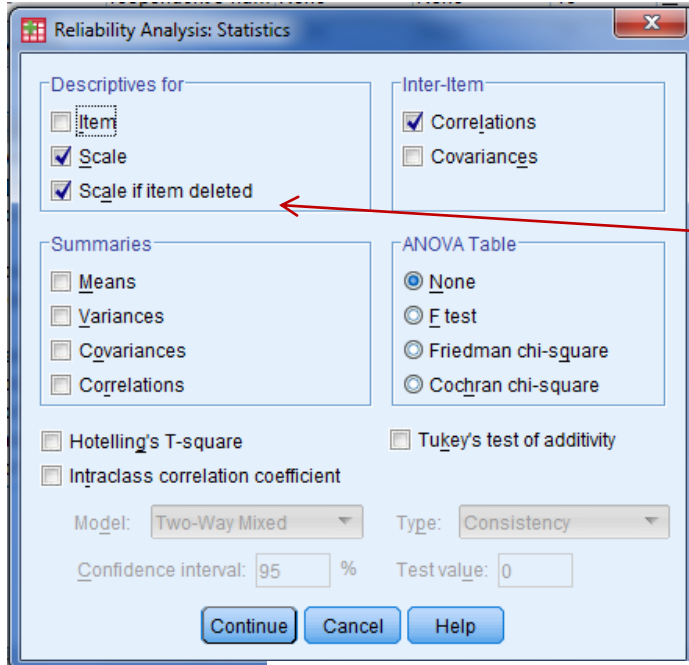 Reliability Analysis: Statistics
Descriptives for
Item
Scale
Scale if item deleted
Inter-Item
Correlations
Covariances
Summaries
Means
Variances
Covariances
Correlations
ANOVA Table
None
F test
Friedman chi-square
Cochran chi-square
Hotelling's T-square
Tukey's test of additivity
Intraclass correlation coefficient
Model: Two-Way Mixed
Type: Consistency
Confidence interval: 95 %
Test value: 0
Continue
Cancel
Help